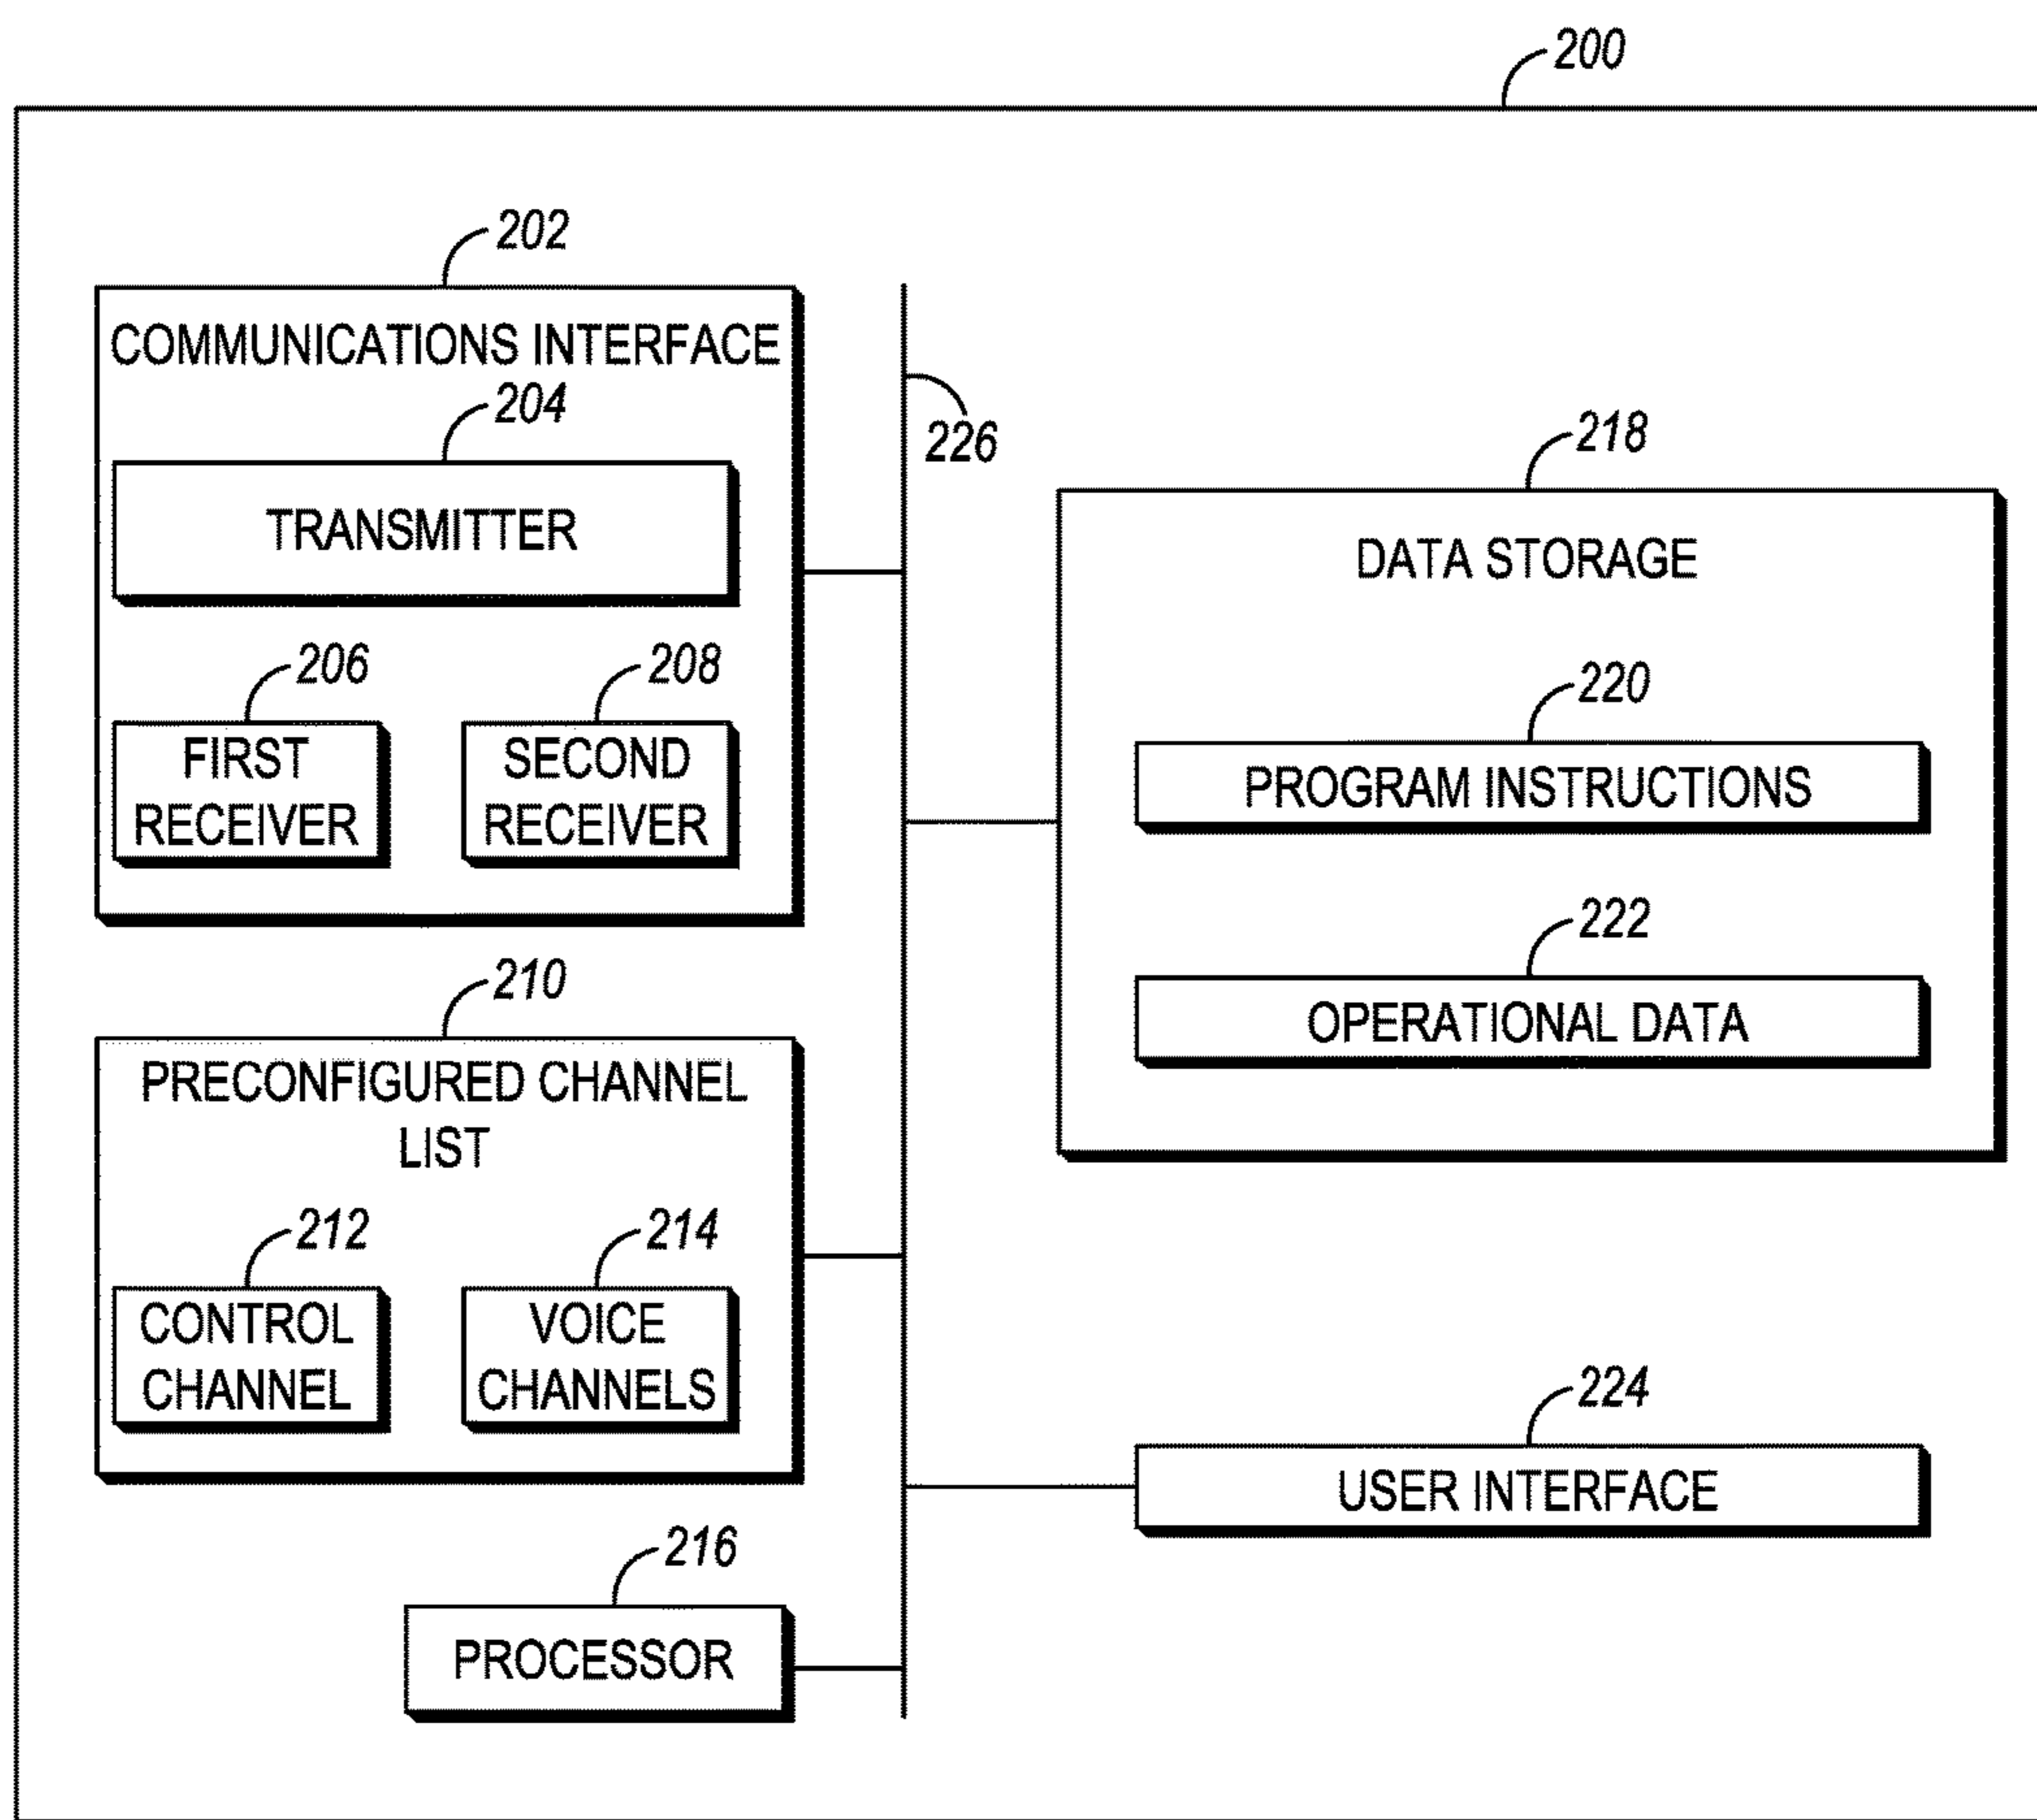 200
202
COMMUNICATIONS INTERFACE
204
TRANSMITTER
206
FIRST
RECEIVER
208
SECOND
RECEIVER
210
PRECONFIGURED CHANNEL
LIST
212
CONTROL
CHANNEL
214
VOICE
CHANNELS
216
PROCESSOR
226
218
DATA STORAGE
220
PROGRAM INSTRUCTIONS
222
OPERATIONAL DATA
224
USER INTERFACE